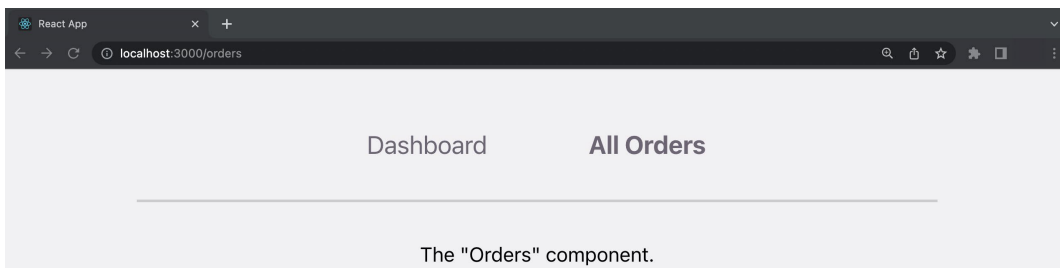 React App
localhost:3000/orders
Dashboard All Orders
The "Orders" component.